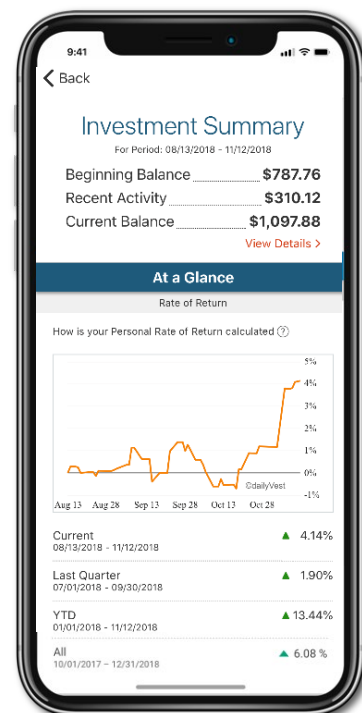 9:41
Back
Investment Summary
For Period: 08/13/2018 - 11/12/2018
Beginning Balance $787.76
Recent Activity $310.12
Current Balance $1,097.88
View Details >
At a Glance
Rate of Return
How is your Personal Rate of Return calculated ?
5%
4%
3%
2%
1%
0%
-1%
©dailyVest
Aug 13 Aug 28 Sep 13 Sep 28 Oct 13 Oct 28
Current ▲ 4.14%
08/13/2018 - 11/12/2018
Last Quarter ▲ 1.90%
07/01/2018 - 09/30/2018
YTD ▲ 13.44%
01/01/2018 - 11/12/2018
All ▲ 6.08 %
10/01/2017 – 12/31/2018